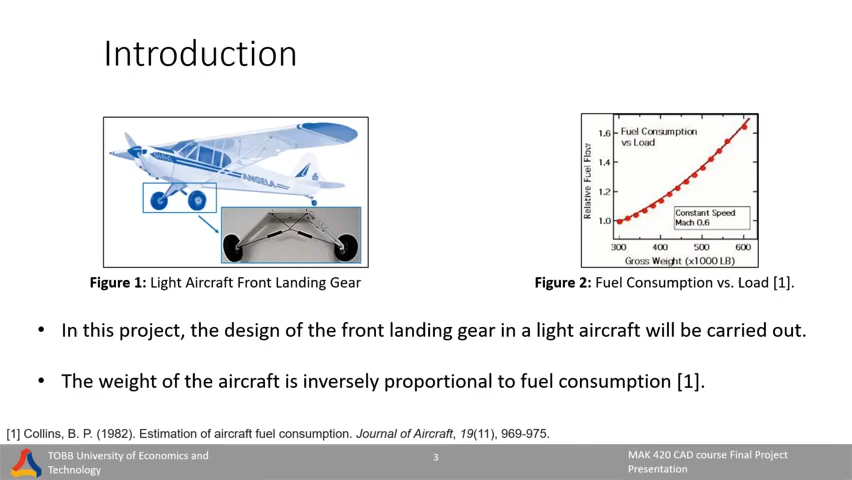 Introduction
ANGELA
Fuel Consumption
vs Load
Relative Fuel Flow
1.6
1.4
1.2
1.0
Constant Speed
Mach 0.6
300 400 500 600
Gross Weight (x1000 LB)
Figure 1: Light Aircraft Front Landing Gear
Figure 2: Fuel Consumption vs. Load [1].
• In this project, the design of the front landing gear in a light aircraft will be carried out.
• The weight of the aircraft is inversely proportional to fuel consumption [1].
[1] Collins, B. P. (1982). Estimation of aircraft fuel consumption. Journal of Aircraft, 19(11), 969-975.
TOBB University of Economics and
Technology
3
MAK 420 CAD course Final Project
Presentation